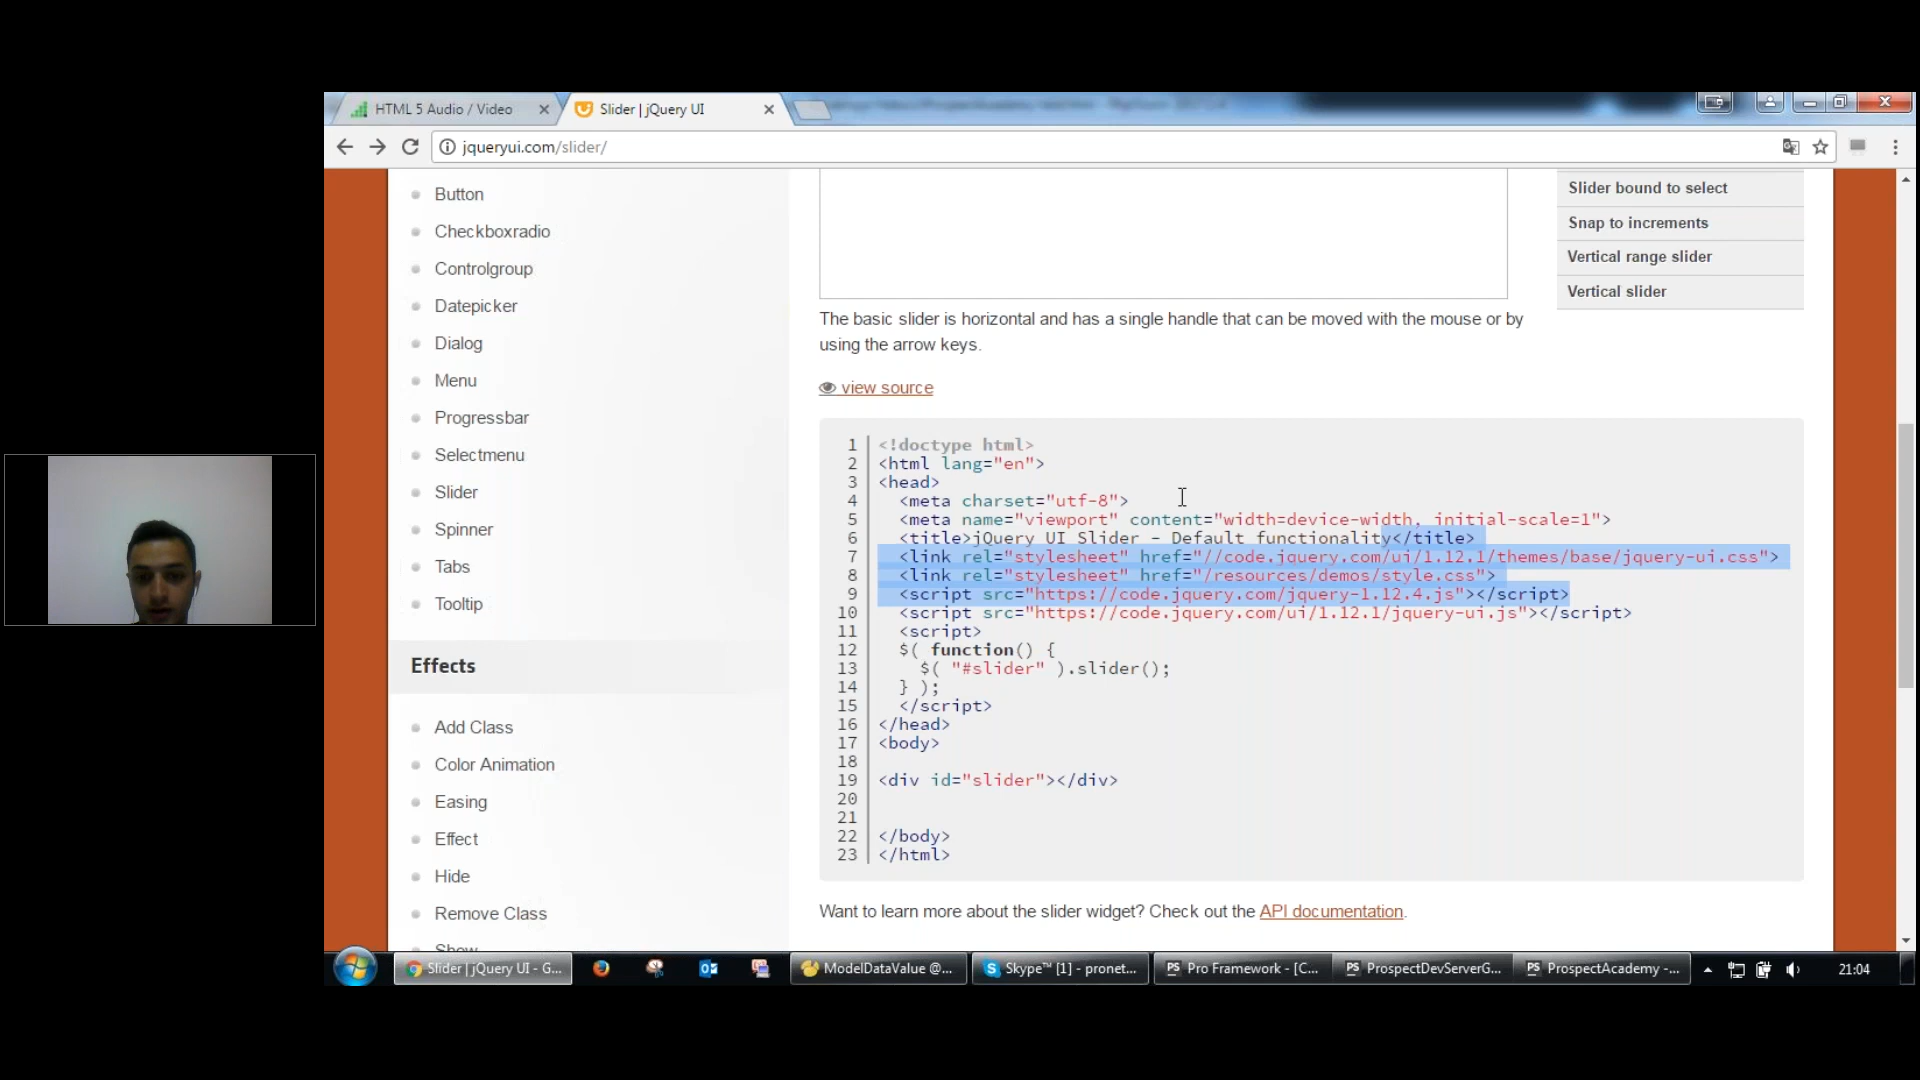 HTML 5 Audio / Video
Slider | jQuery UI
jqueryui.com/slider/
Button
Checkboxradio
Controlgroup
Datepicker
Dialog
Menu
Progressbar
Selectmenu
Slider
Spinner
Tabs
Tooltip
Effects
Add Class
Color Animation
Easing
Effect
Hide
Remove Class
Show
Slider bound to select
Snap to increments
Vertical range slider
Vertical slider
The basic slider is horizontal and has a single handle that can be moved with the mouse or by
using the arrow keys.
view source
1 <!doctype html>
2 <html lang="en">
3 <head>
4 <meta charset="utf-8">
5 <meta name="viewport" content="width=device-width, initial-scale=1">
6 <title>jQuery UI Slider - Default functionality</title>
7 <link rel="stylesheet" href="//code.jquery.com/ui/1.12.1/themes/base/jquery-ui.css">
8 <link rel="stylesheet" href="/resources/demos/style.css">
9 <script src="https://code.jquery.com/jquery-1.12.4.js"></script>
10 <script src="https://code.jquery.com/ui/1.12.1/jquery-ui.js"></script>
11 <script>
12 $( function() {
13 $( "#slider" ).slider();
14 } );
15 </script>
16 </head>
17 <body>
18
19 <div id="slider"></div>
20
21
22 </body>
23 </html>
Want to learn more about the slider widget? Check out the API documentation.
Slider | jQuery UI - G...
ModelDataValue @...
Skype™ [1] - pronet...
Pro Framework - [C...
ProspectDevServerG...
ProspectAcademy -...
21:04